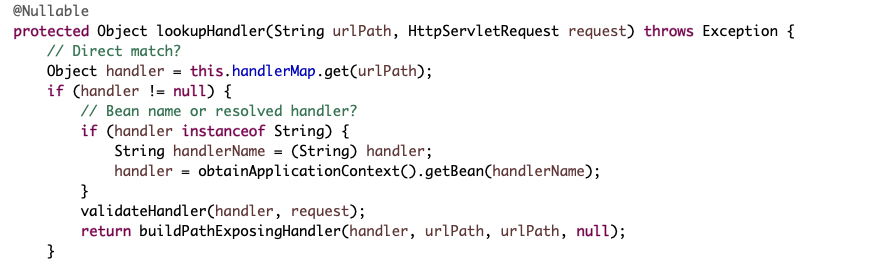 @Nullable
protected Object lookupHandler(String urlPath, HttpServletRequest request) throws Exception {
    // Direct match?
    Object handler = this.handlerMap.get(urlPath);
    if (handler != null) {
        // Bean name or resolved handler?
        if (handler instanceof String) {
            String handlerName = (String) handler;
            handler = obtainApplicationContext().getBean(handlerName);
        }
        validateHandler(handler, request);
        return buildPathExposingHandler(handler, urlPath, urlPath, null);
    }